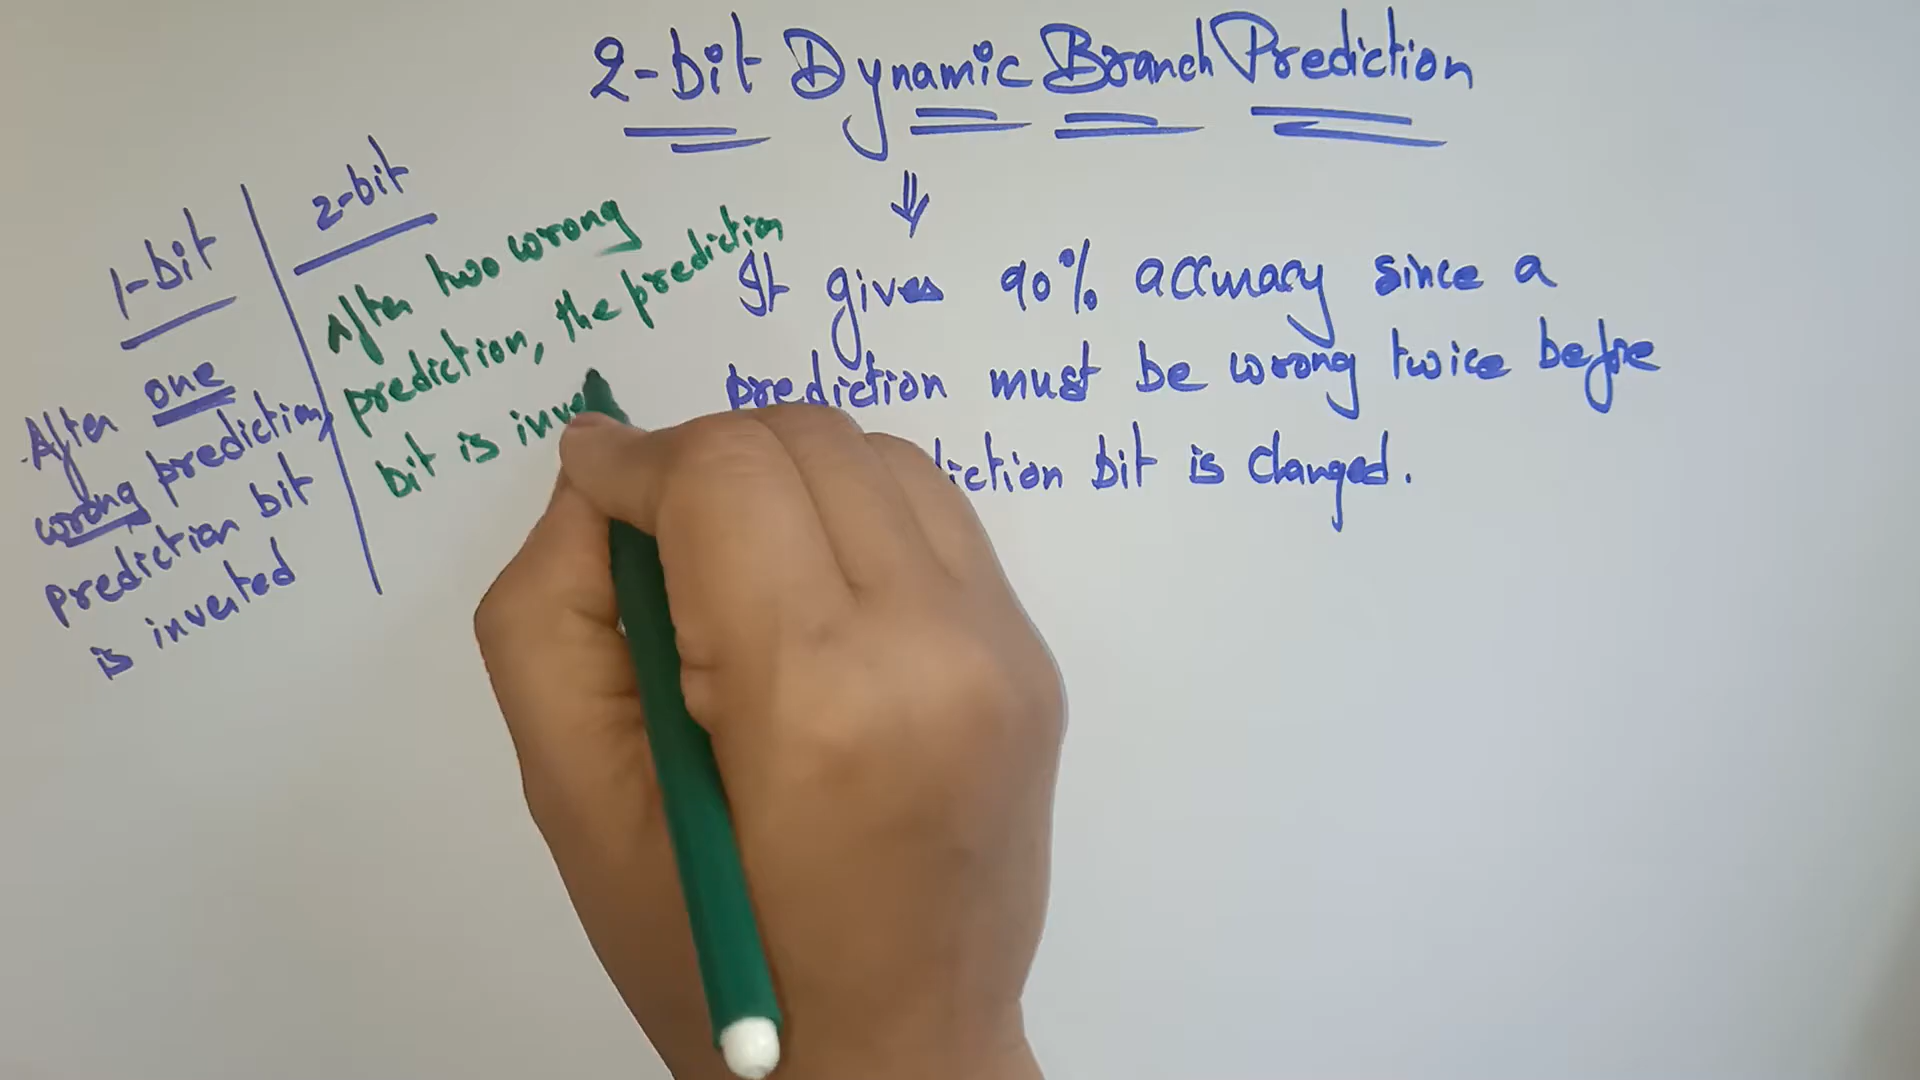 2-bit Dynamic Branch Prediction
1-bit
After one
wrong prediction,
prediction bit
is inverted
2-bit
After two wrong
prediction, the prediction
bit is inve
It gives 90% accuracy since a
prediction must be wrong twice before
iction bit is changed.